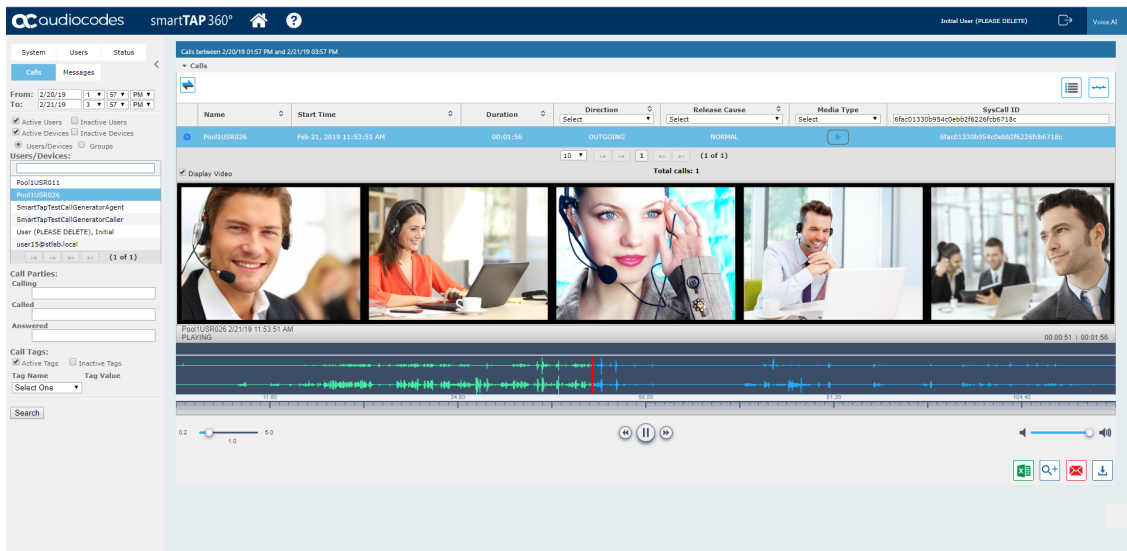 audiocodes smartTAP 360° ? Initial User (PLEASE DELETE) Voice.AI
System Users Status
Calls Messages
From: 2/20/19 1 57 PM
To: 2/21/19 3 57 PM
Active Users Inactive Users
Active Devices Inactive Devices
Users/Devices Groups
Users/Devices:
Pool1USR011
Pool1USR026
SmartTapTestCallGeneratorAgent
SmartTapTestCallGeneratorCaller
User (PLEASE DELETE), Initial
user15@stlab.local
(1 of 1)
Call Parties:
Calling
Called
Answered
Call Tags:
Active Tags Inactive Tags
Tag Name Tag Value
Select One
Search
Calls between 2/20/19 01:57 PM and 2/21/19 03:57 PM
Calls
Name Start Time Duration Direction Release Cause Media Type SysCall ID
Select Select Select 6fac01330b954c0ebb2f6226fcb6718c
Pool1USR026 Feb 21, 2019 11:53:51 AM 00:01:56 OUTGOING NORMAL 6fac01330b954c0ebb2f6226fcb6718c
10 1 (1 of 1)
Total calls: 1
Display Video
Pool1USR026 2/21/19 11:53:51 AM
PLAYING 00:00:51 | 00:01:56
11.60 34.80 58.00 81.20 104.40
0.2 5.0
1.0